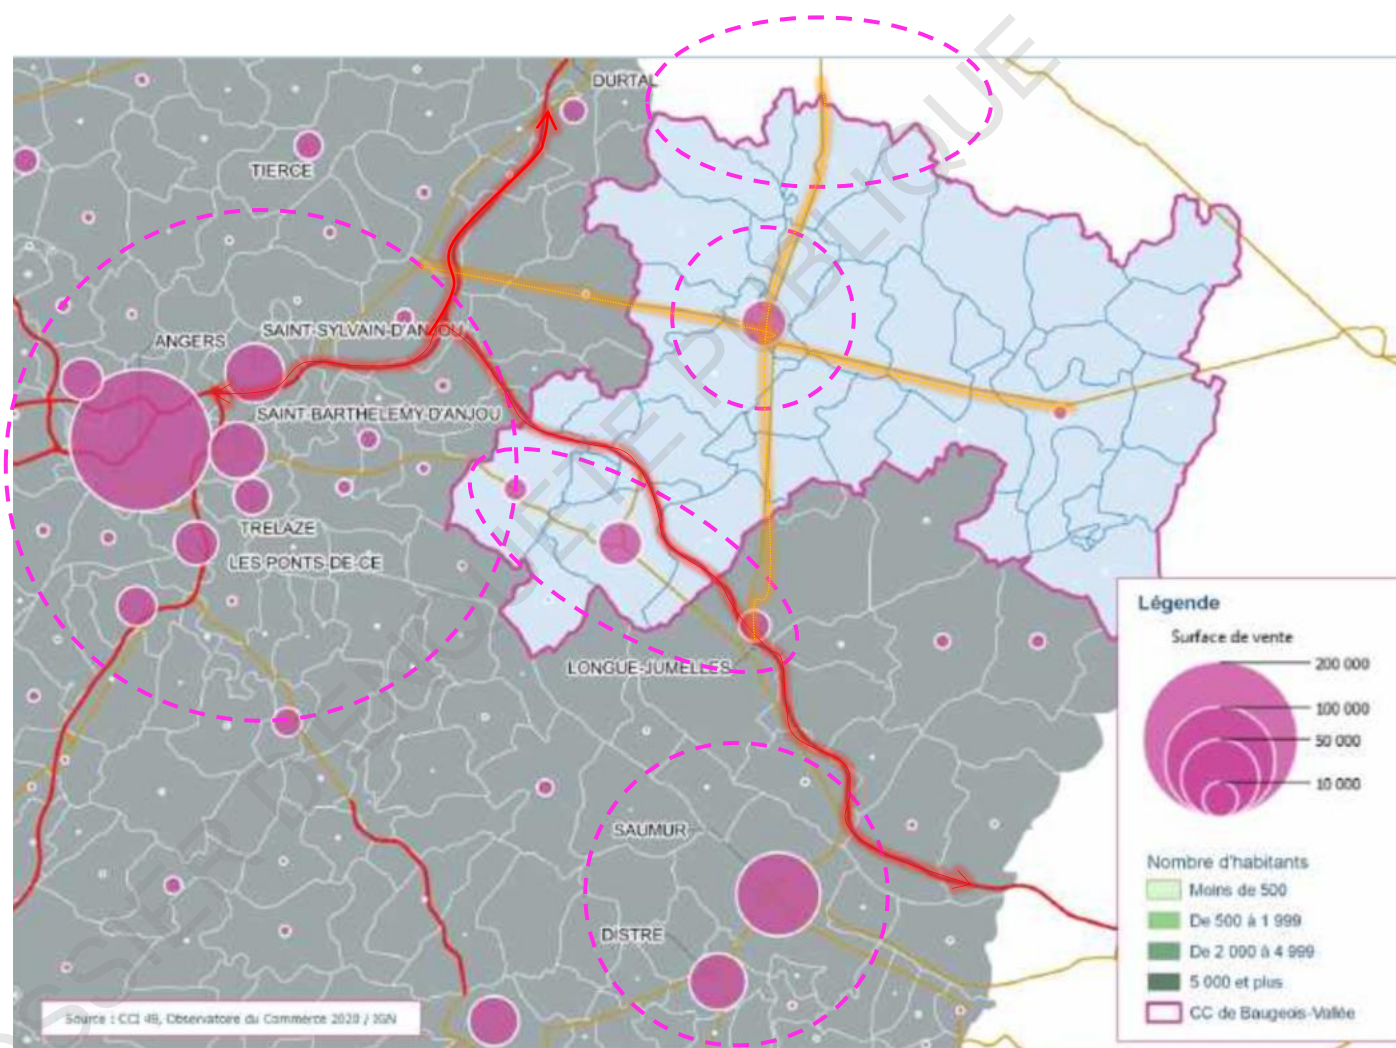 DURTAL
TIERCE
ANGERS
SAINT-SYLVAIN-D'ANJOU
SAINT-BARTHELEMY-D'ANJOU
TRELAZE
LES PONTS-DE-CE
LONGUE-JUMELLES
SAUMUR
DISTRE
Légende
Surface de vente
200 000
100 000
50 000
10 000
Nombre d'habitants
Moins de 500
De 500 à 1 999
De 2 000 à 4 999
5 000 et plus
CC de Baugeois-Vallée
Source : CCI 49, Observatoire du Commerce 2020 / IGN
DOSSIER D'ENQUETE PUBLIQUE